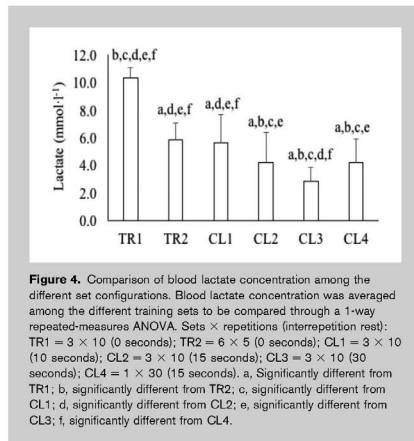 12.0
10.0
8.0
6.0
4.0
2.0
0.0
Lactate (mmol·l-1)
b,c,d,e,f
a,d,e,f
a,d,e,f
a,b,c,e
a,b,c,d,f
a,b,c,e
TR1 TR2 CL1 CL2 CL3 CL4
Figure 4. Comparison of blood lactate concentration among the
different set configurations. Blood lactate concentration was averaged
among the different training sets to be compared through a 1-way
repeated-measures ANOVA. Sets × repetitions (interrepetition rest):
TR1 = 3 × 10 (0 seconds); TR2 = 6 × 5 (0 seconds); CL1 = 3 × 10
(10 seconds); CL2 = 3 × 10 (15 seconds); CL3 = 3 × 10 (30
seconds); CL4 = 1 × 30 (15 seconds). a, Significantly different from
TR1; b, significantly different from TR2; c, significantly different from
CL1; d, significantly different from CL2; e, significantly different from
CL3; f, significantly different from CL4.